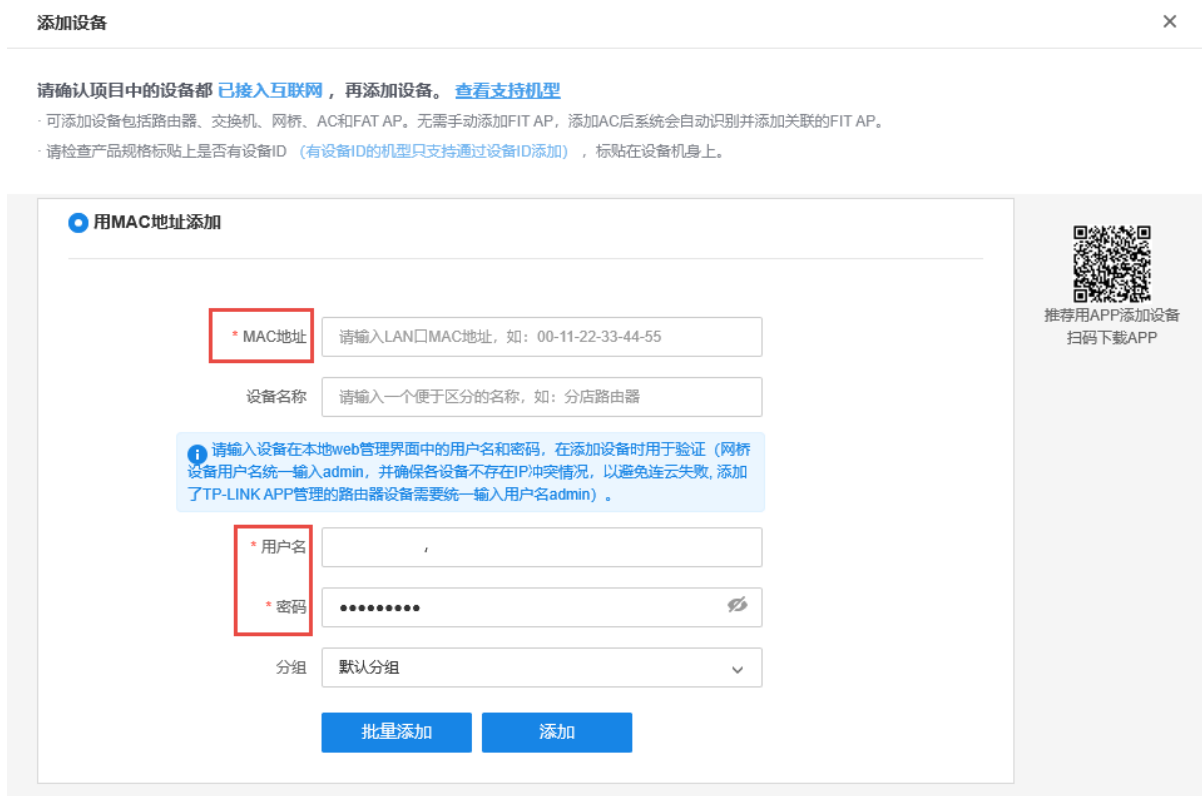 添加设备
请确认项目中的设备都 已接入互联网 ，再添加设备。 查看支持机型
· 可添加设备包括路由器、交换机、网桥、AC和FAT AP。无需手动添加FIT AP，添加AC后系统会自动识别并添加关联的FIT AP。
· 请检查产品规格标贴上是否有设备ID （有设备ID的机型只支持通过设备ID添加） ，标贴在设备机身上。
用MAC地址添加
* MAC地址 请输入LAN口MAC地址，如：00-11-22-33-44-55
设备名称 请输入一个便于区分的名称，如：分店路由器
请输入设备在本地web管理界面中的用户名和密码，在添加设备时用于验证（网桥
设备用户名统一输入admin，并确保各设备不存在IP冲突情况，以避免连云失败, 添加
了TP-LINK APP管理的路由器设备需要统一输入用户名admin）。
* 用户名
* 密码 •••••••••
分组 默认分组
批量添加 添加
推荐用APP添加设备
扫码下载APP